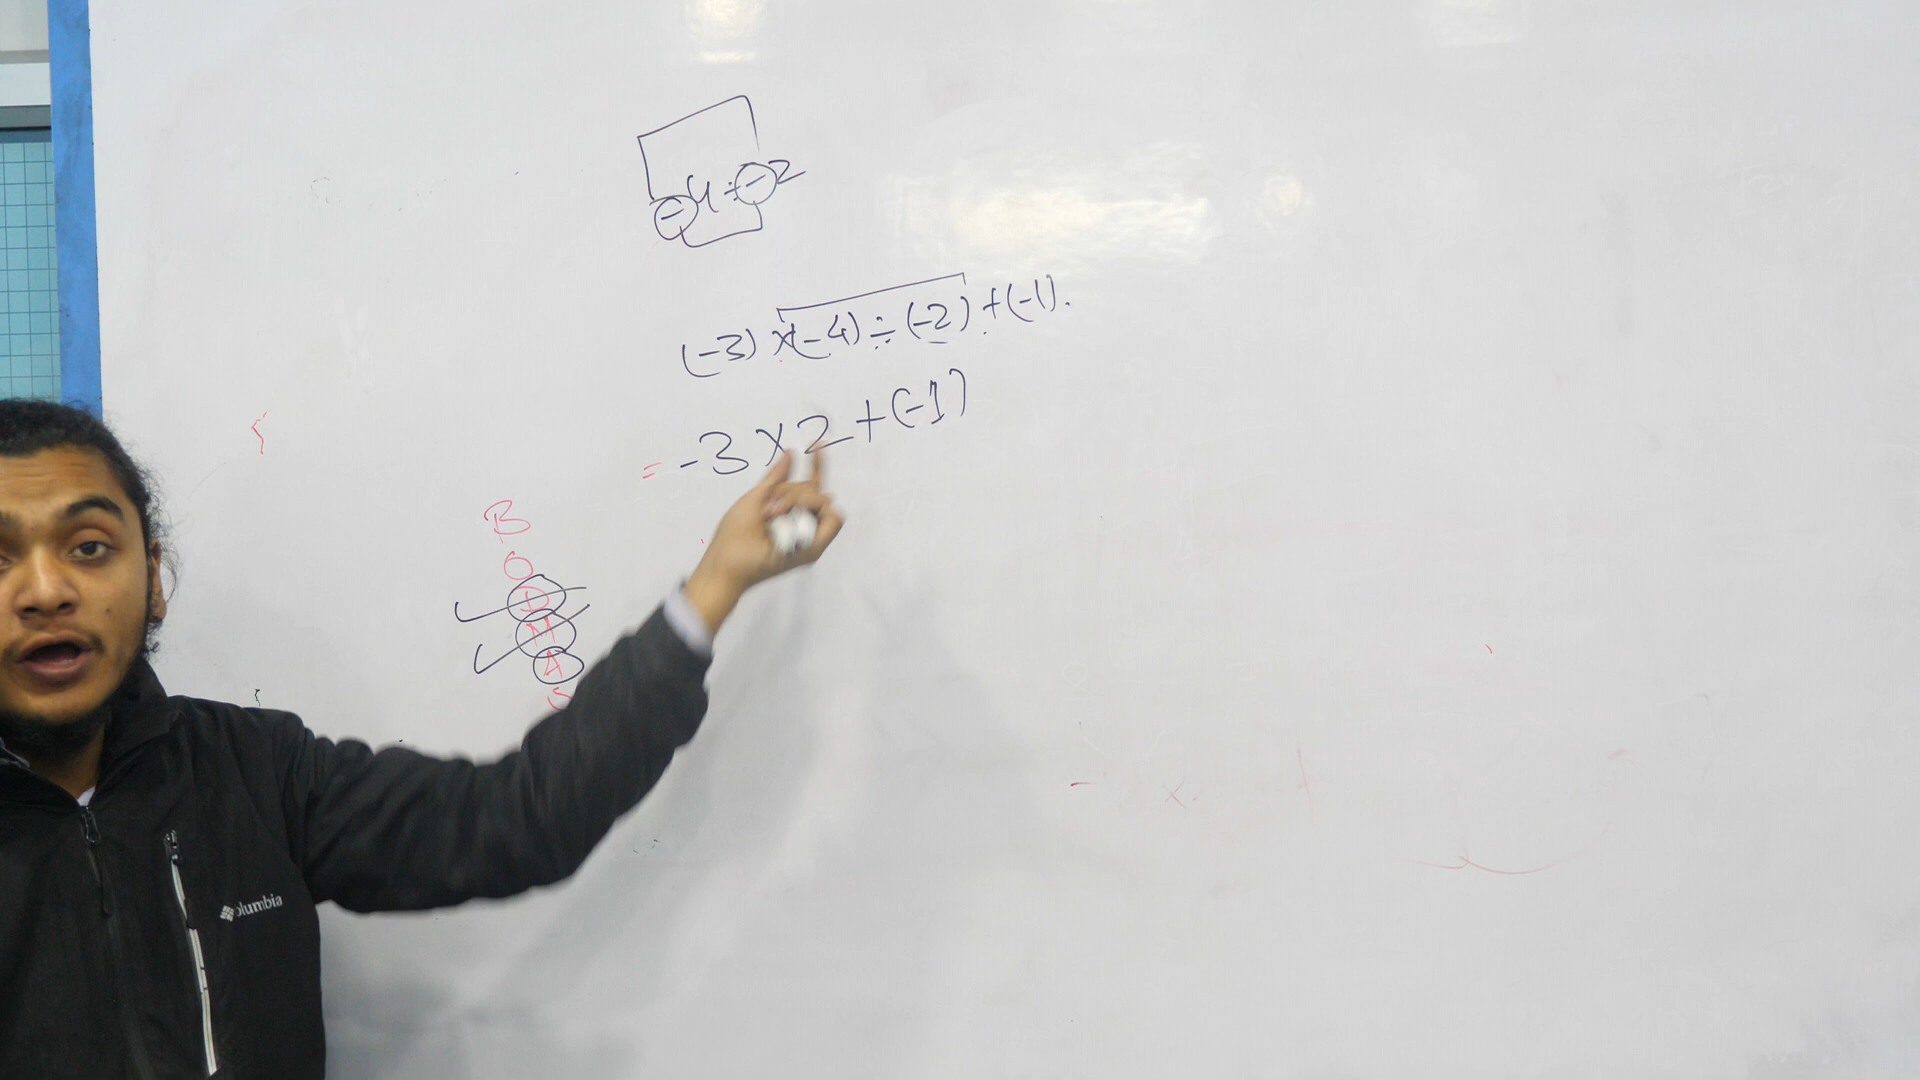 -4÷-2
(-3)×(-4)÷(-2)+(-1).
= -3×2+(-1)
B
O
D
M
A
S
Columbia